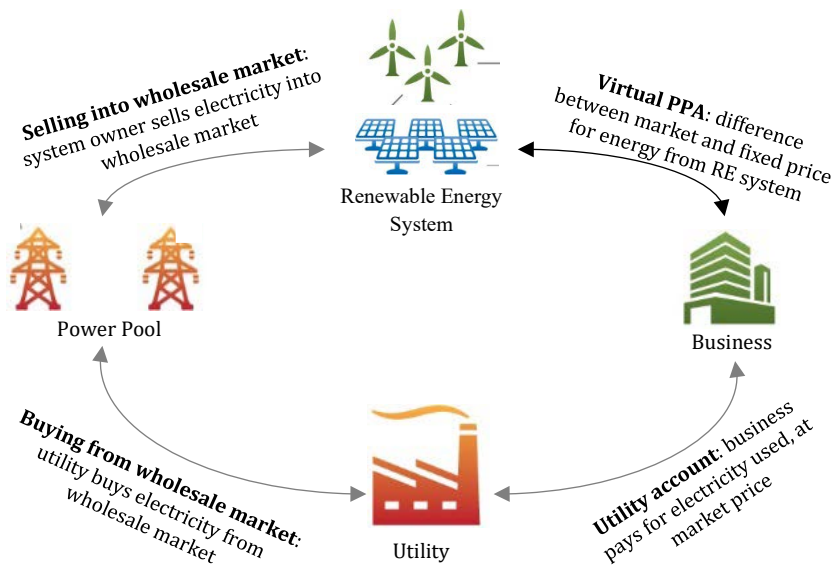 Selling into wholesale market:
system owner sells electricity into
wholesale market
Virtual PPA: difference
between market and fixed price
for energy from RE system
Renewable Energy
System
Power Pool
Business
Buying from wholesale market:
utility buys electricity from
wholesale market
Utility account: business
pays for electricity used, at
market price
Utility